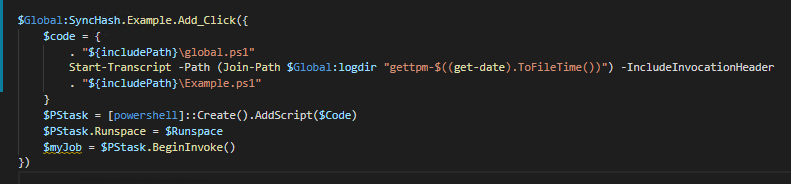 $Global:SyncHash.Example.Add_Click({
$code = {
. "${includePath}\global.ps1"
Start-Transcript -Path (Join-Path $Global:logdir "gettpm-$((get-date).ToFileTime())") -IncludeInvocationHeader
. "${includePath}\Example.ps1"
}
$PStask = [powershell]::Create().AddScript($Code)
$PStask.Runspace = $Runspace
$myJob = $PStask.BeginInvoke()
})